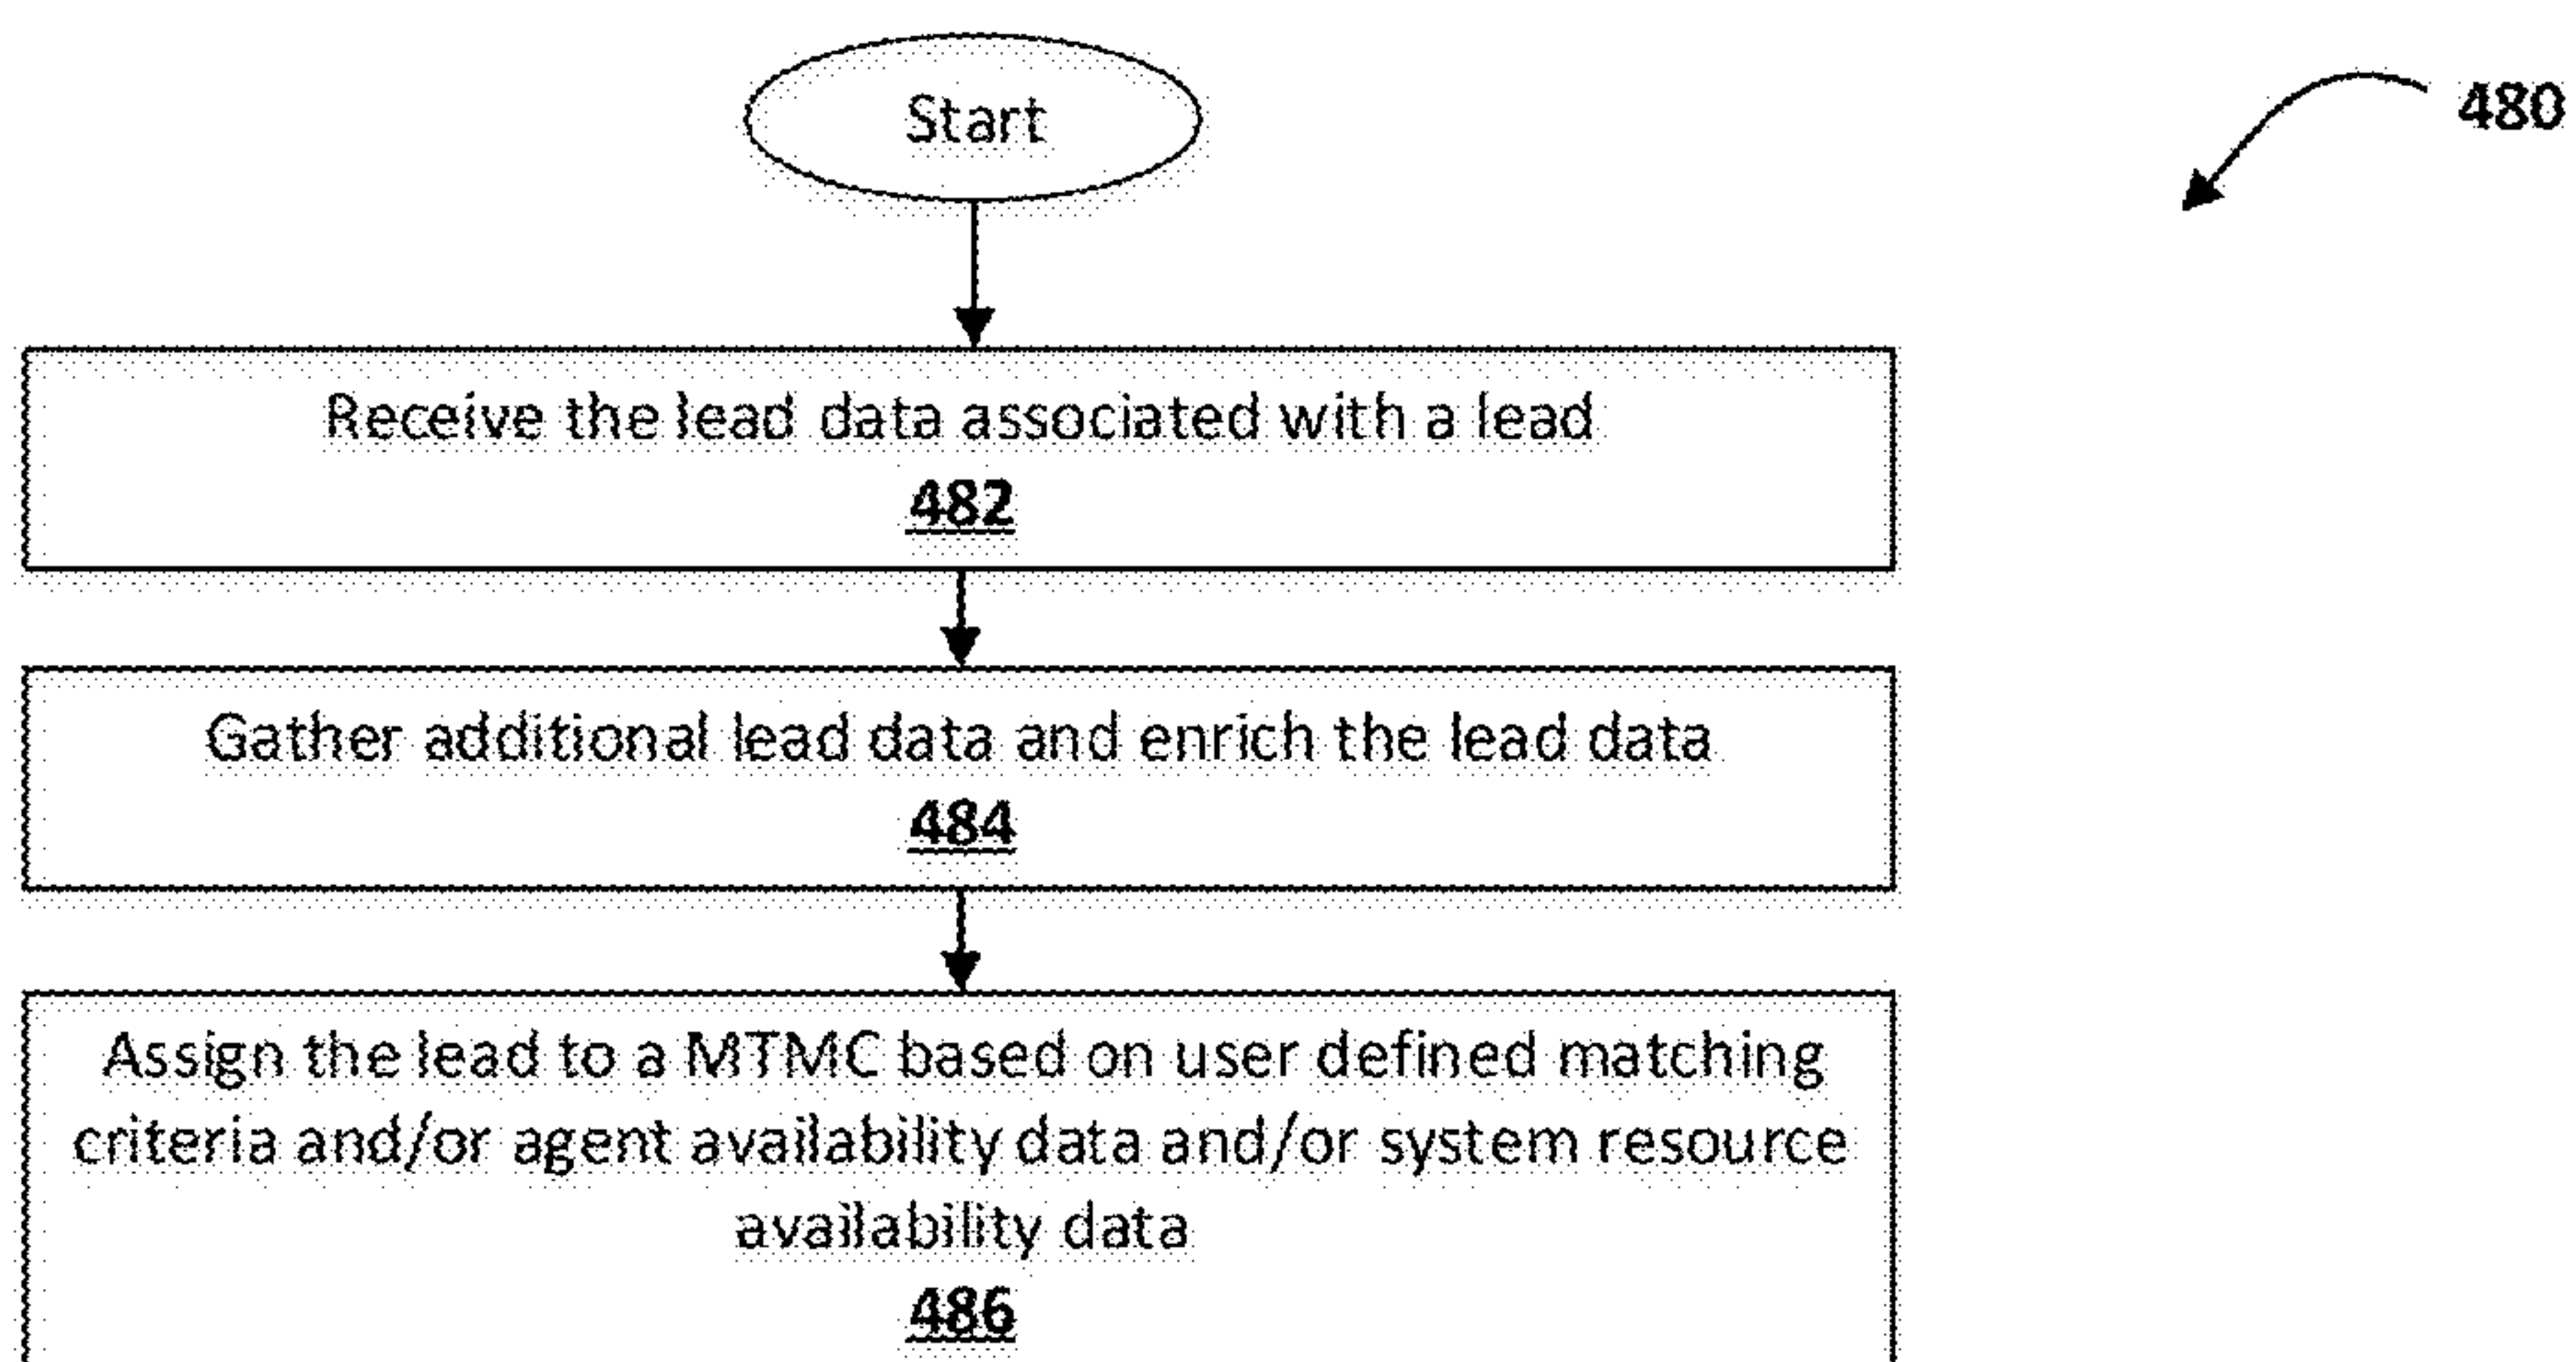 Start
480
Receive the lead data associated with a lead
482
Gather additional lead data and enrich the lead data
484
Assign the lead to a MTMC based on user defined matching
criteria and/or agent availability data and/or system resource
availability data
486